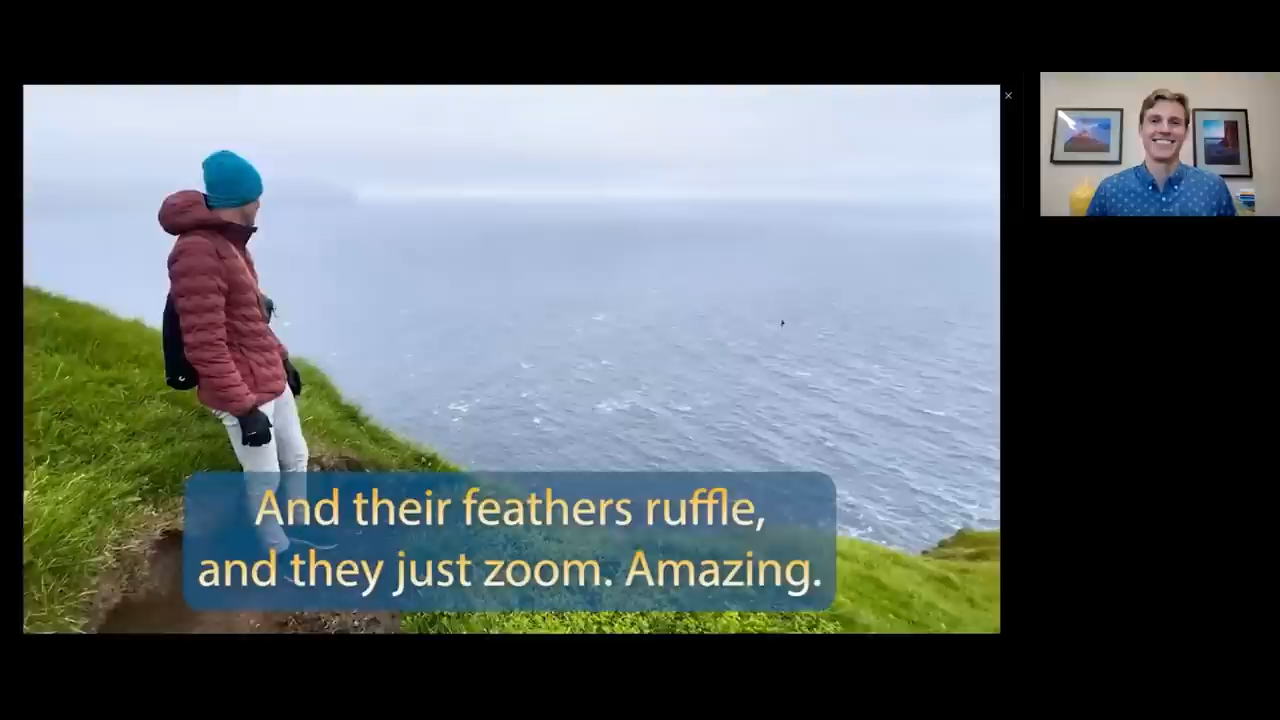 And their feathers ruffle,
and they just zoom. Amazing.